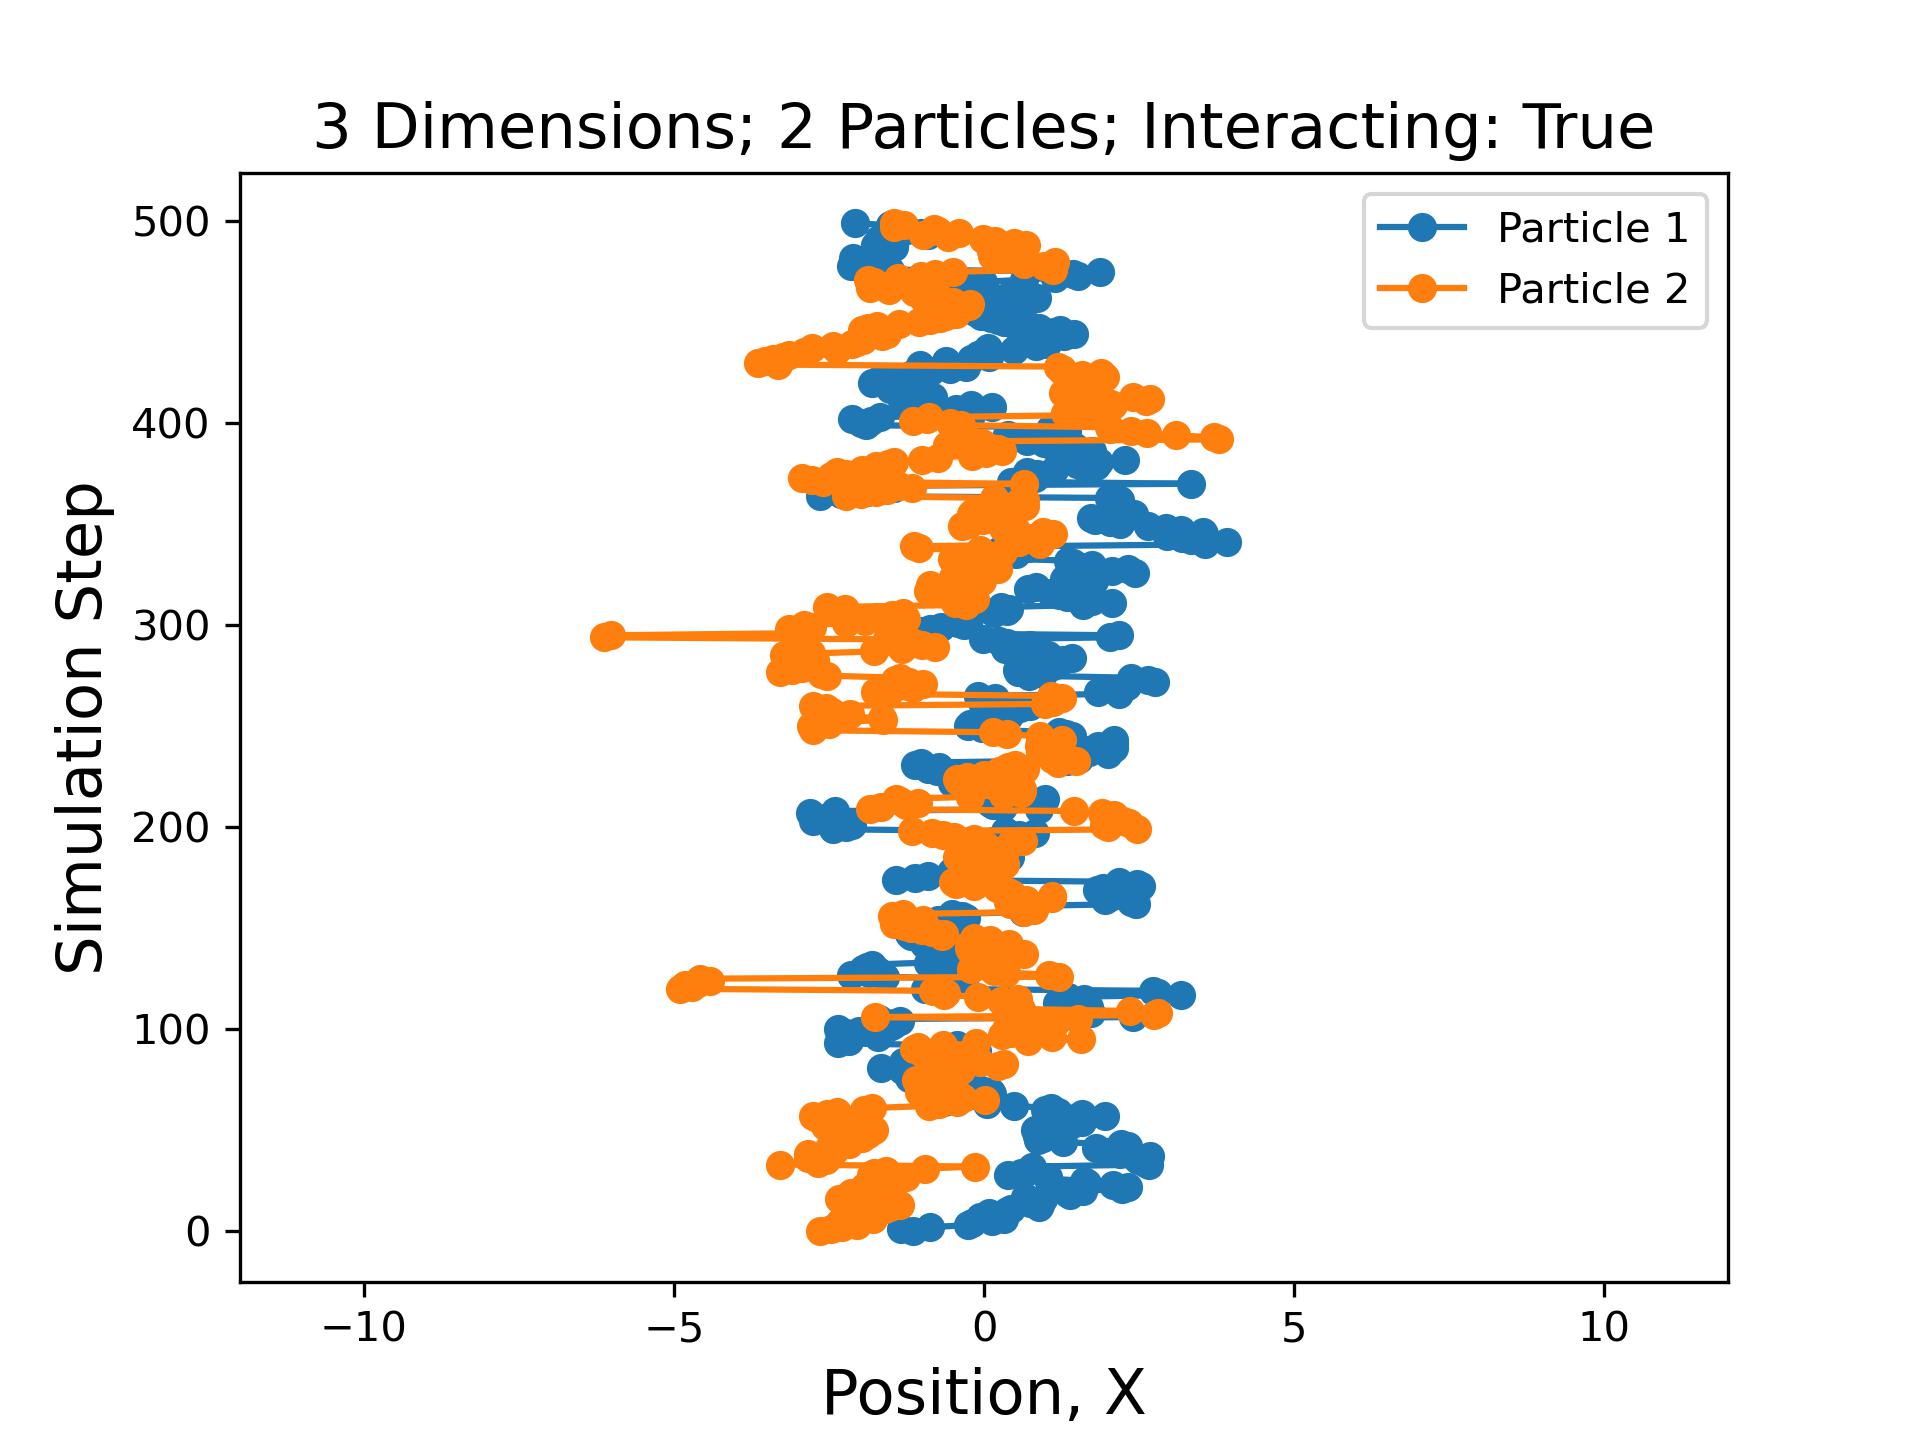 3 Dimensions; 2 Particles; Interacting: True
Particle 1
Particle 2
500
400
300
200
100
0
Simulation Step
−10 −5 0 5 10
Position, X